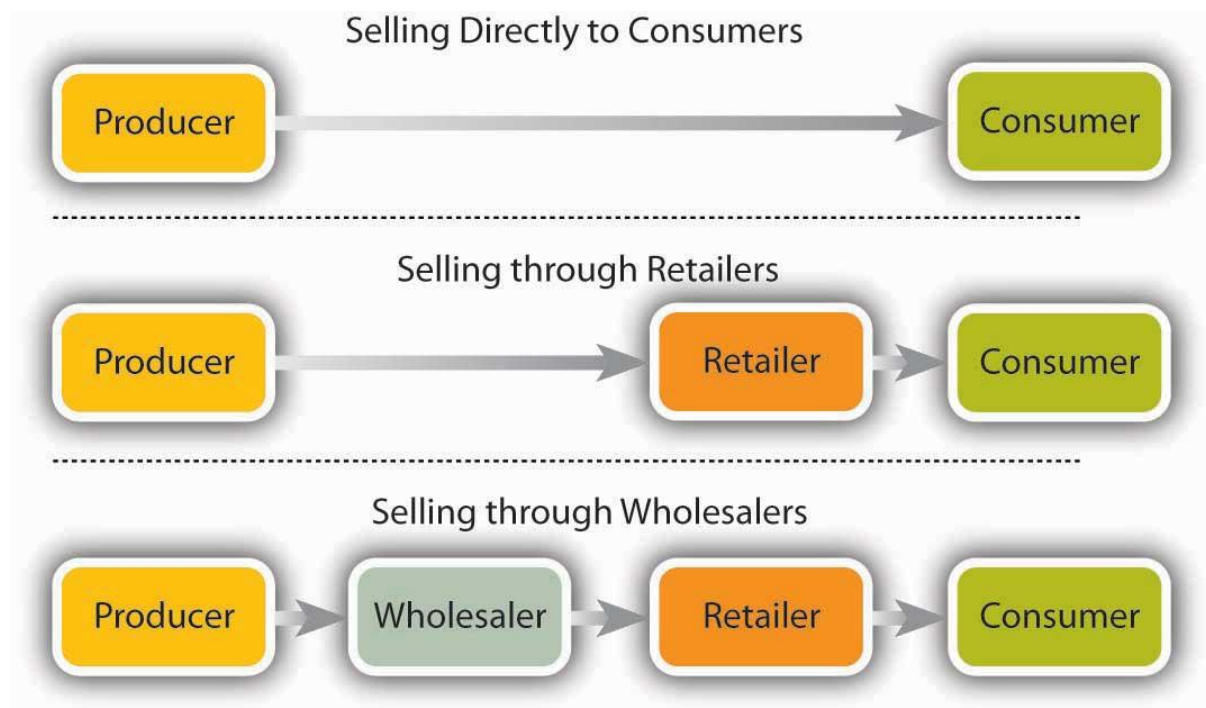 Selling Directly to Consumers
Producer
Consumer
Selling through Retailers
Producer
Retailer
Consumer
Selling through Wholesalers
Producer
Wholesaler
Retailer
Consumer